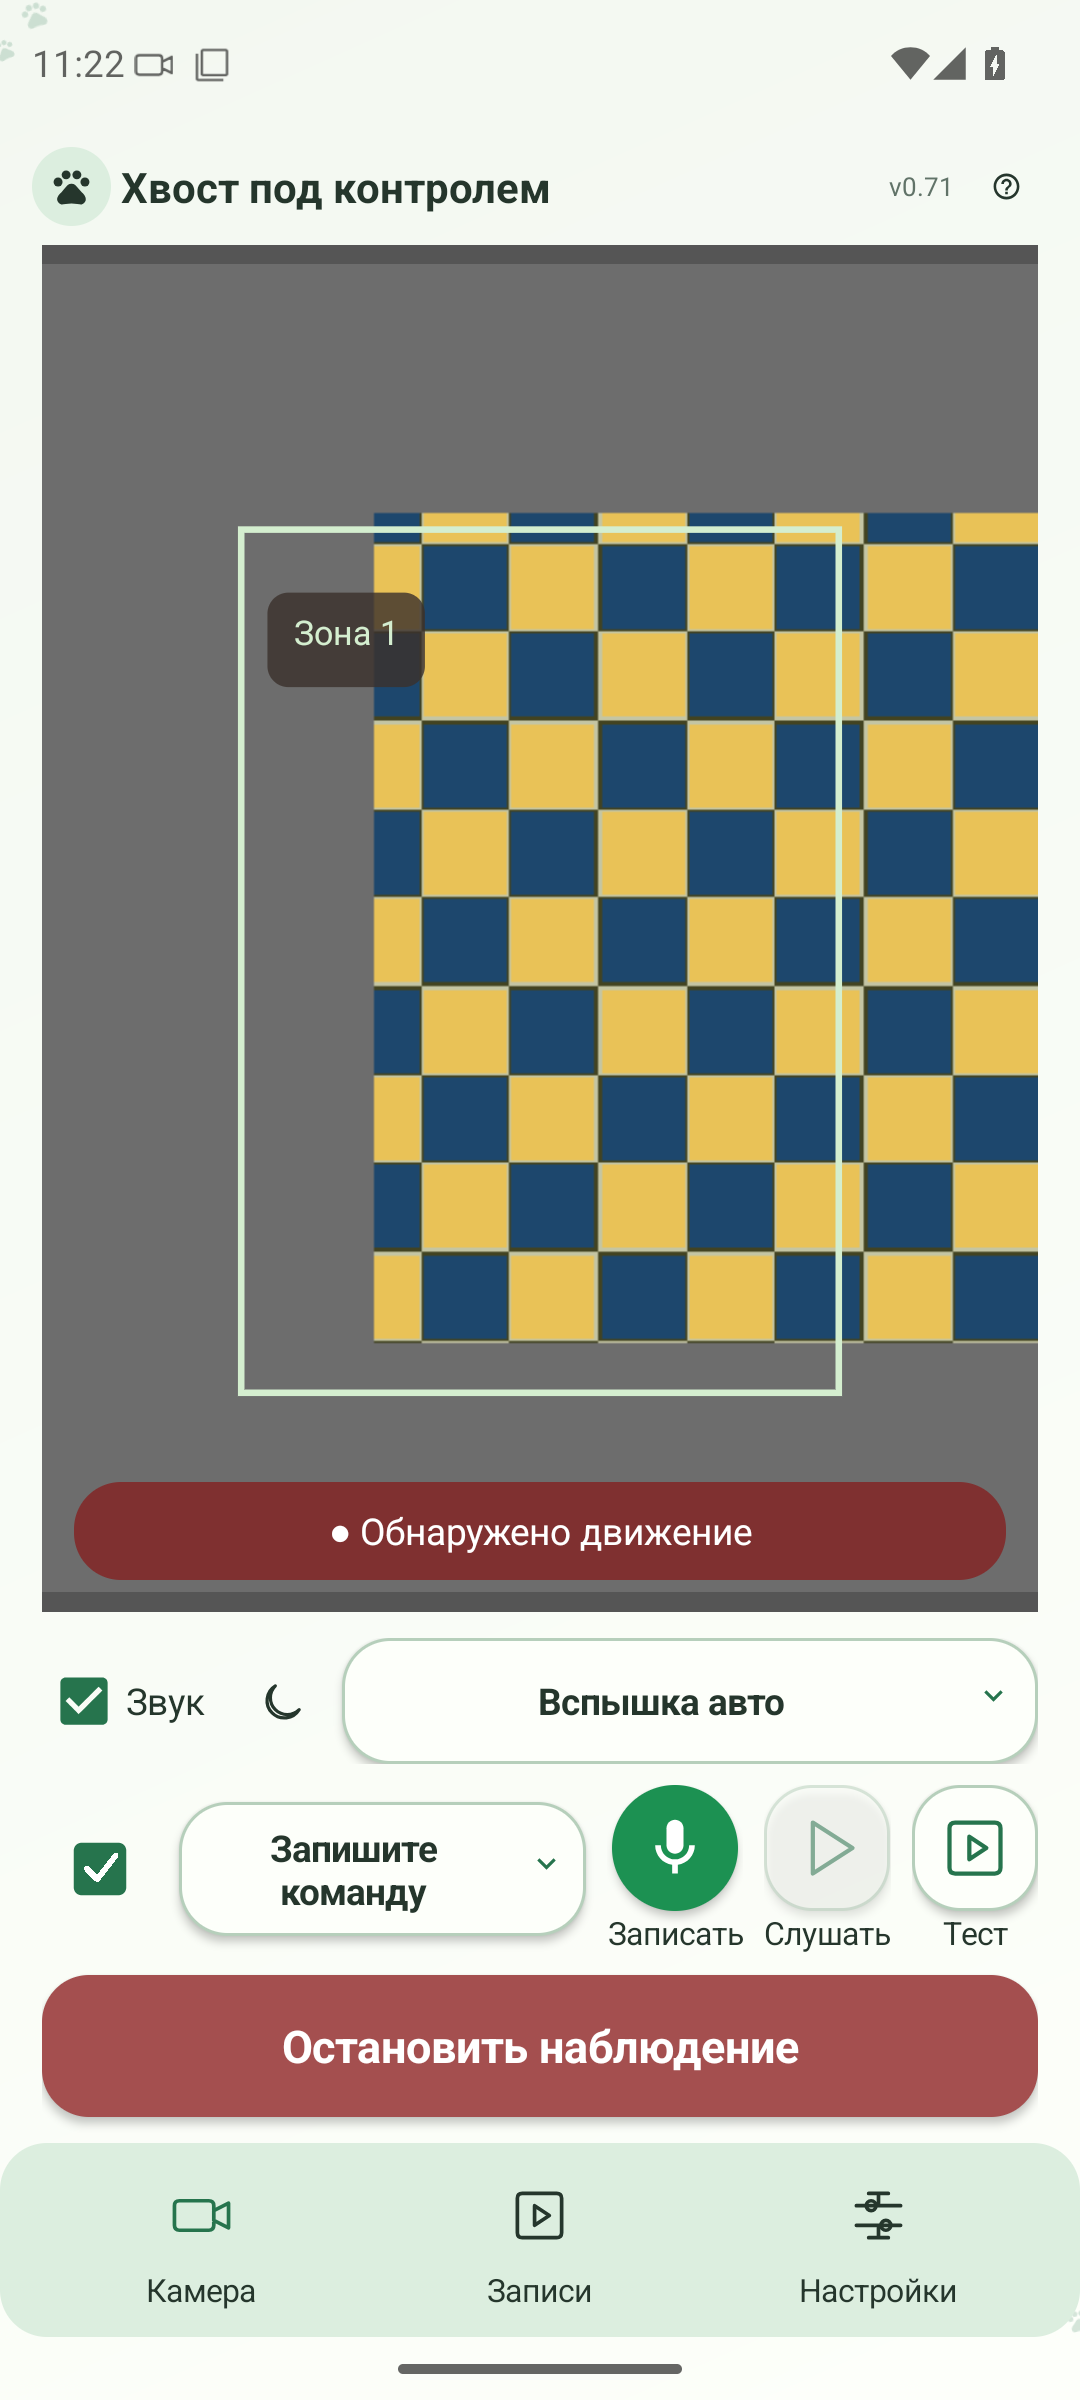 11:22
Хвост под контролем
v0.71
Зона 1
Обнаружено движение
Звук
Вспышка авто
Запишите
команду
Записать
Слушать
Тест
Остановить наблюдение
Камера
Записи
Настройки